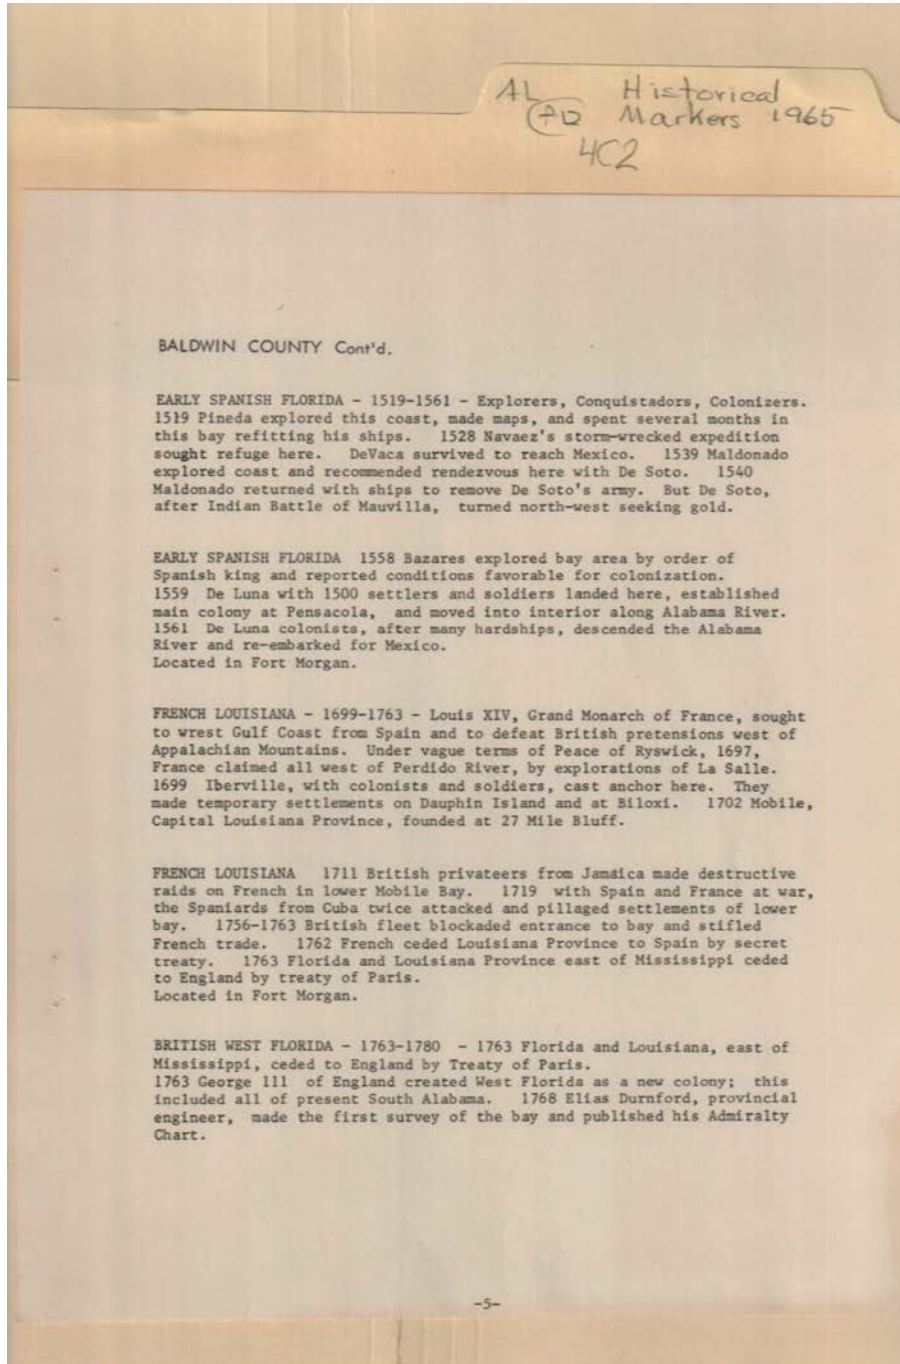 AL Historical
PD Markers 1965
4C2
BALDWIN COUNTY Cont'd.
EARLY SPANISH FLORIDA - 1519-1561 - Explorers, Conquistadors, Colonizers.
1519 Pineda explored this coast, made maps, and spent several months in
this bay refitting his ships. 1528 Navaez's storm-wrecked expedition
sought refuge here. DeVaca survived to reach Mexico. 1539 Maldonado
explored coast and recommended rendezvous here with De Soto. 1540
Maldonado returned with ships to remove De Soto's army. But De Soto,
after Indian Battle of Mauvilla, turned north-west seeking gold.
EARLY SPANISH FLORIDA 1558 Bazares explored bay area by order of
Spanish king and reported conditions favorable for colonization.
1559 De Luna with 1500 settlers and soldiers landed here, established
main colony at Pensacola, and moved into interior along Alabama River.
1561 De Luna colonists, after many hardships, descended the Alabama
River and re-embarked for Mexico.
Located in Fort Morgan.
FRENCH LOUISIANA - 1699-1763 - Louis XIV, Grand Monarch of France, sought
to wrest Gulf Coast from Spain and to defeat British pretensions west of
Appalachian Mountains. Under vague terms of Peace of Ryswick, 1697,
France claimed all west of Perdido River, by explorations of La Salle.
1699 Iberville, with colonists and soldiers, cast anchor here. They
made temporary settlements on Dauphin Island and at Biloxi. 1702 Mobile,
Capital Louisiana Province, founded at 27 Mile Bluff.
FRENCH LOUISIANA 1711 British privateers from Jamaica made destructive
raids on French in lower Mobile Bay. 1719 with Spain and France at war,
the Spaniards from Cuba twice attacked and pillaged settlements of lower
bay. 1756-1763 British fleet blockaded entrance to bay and stifled
French trade. 1762 French ceded Louisiana Province to Spain by secret
treaty. 1763 Florida and Louisiana Province east of Mississippi ceded
to England by treaty of Paris.
Located in Fort Morgan.
BRITISH WEST FLORIDA - 1763-1780 - 1763 Florida and Louisiana, east of
Mississippi, ceded to England by Treaty of Paris.
1763 George 111 of England created West Florida as a new colony; this
included all of present South Alabama. 1768 Elias Durnford, provincial
engineer, made the first survey of the bay and published his Admiralty
Chart.
-5-